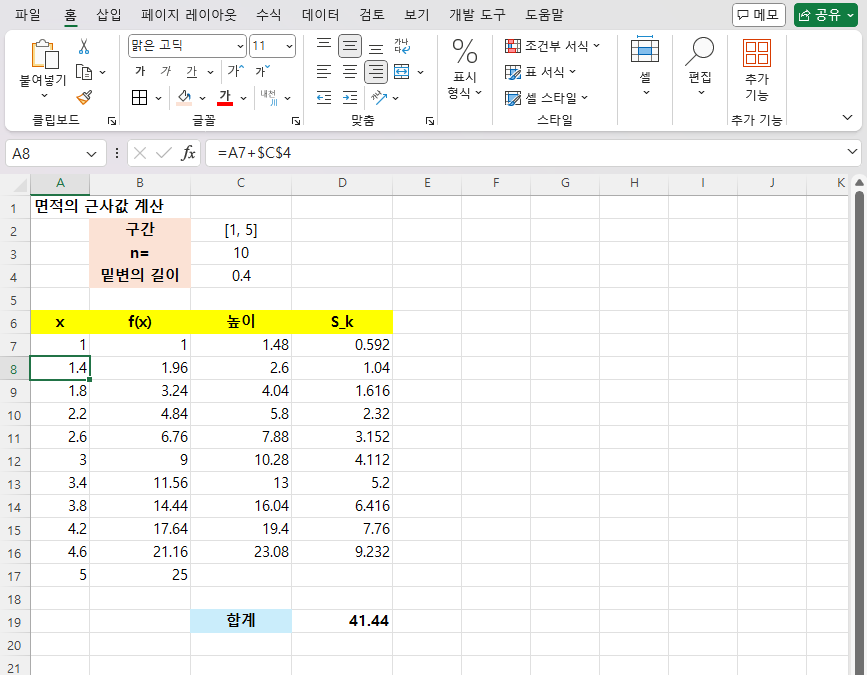 파일 홈 삽입 페이지 레이아웃 수식 데이터 검토 보기 개발 도구 도움말 메모 공유
맑은 고딕 11 가나다 조건부 서식
붙여넣기 가 가 가 가 가 % 표시 형식 표 서식 셀 편집 추가 기능
가 내천 셀 스타일
클립보드 글꼴 맞춤 스타일 추가 기능
A8 fx =A7+$C$4
A B C D E F G H I J K
1 면적의 근사값 계산
2 구간 [1, 5]
3 n= 10
4 밑변의 길이 0.4
5
6 x f(x) 높이 S_k
7 1 1 1.48 0.592
8 1.4 1.96 2.6 1.04
9 1.8 3.24 4.04 1.616
10 2.2 4.84 5.8 2.32
11 2.6 6.76 7.88 3.152
12 3 9 10.28 4.112
13 3.4 11.56 13 5.2
14 3.8 14.44 16.04 6.416
15 4.2 17.64 19.4 7.76
16 4.6 21.16 23.08 9.232
17 5 25
18
19 합계 41.44
20
21